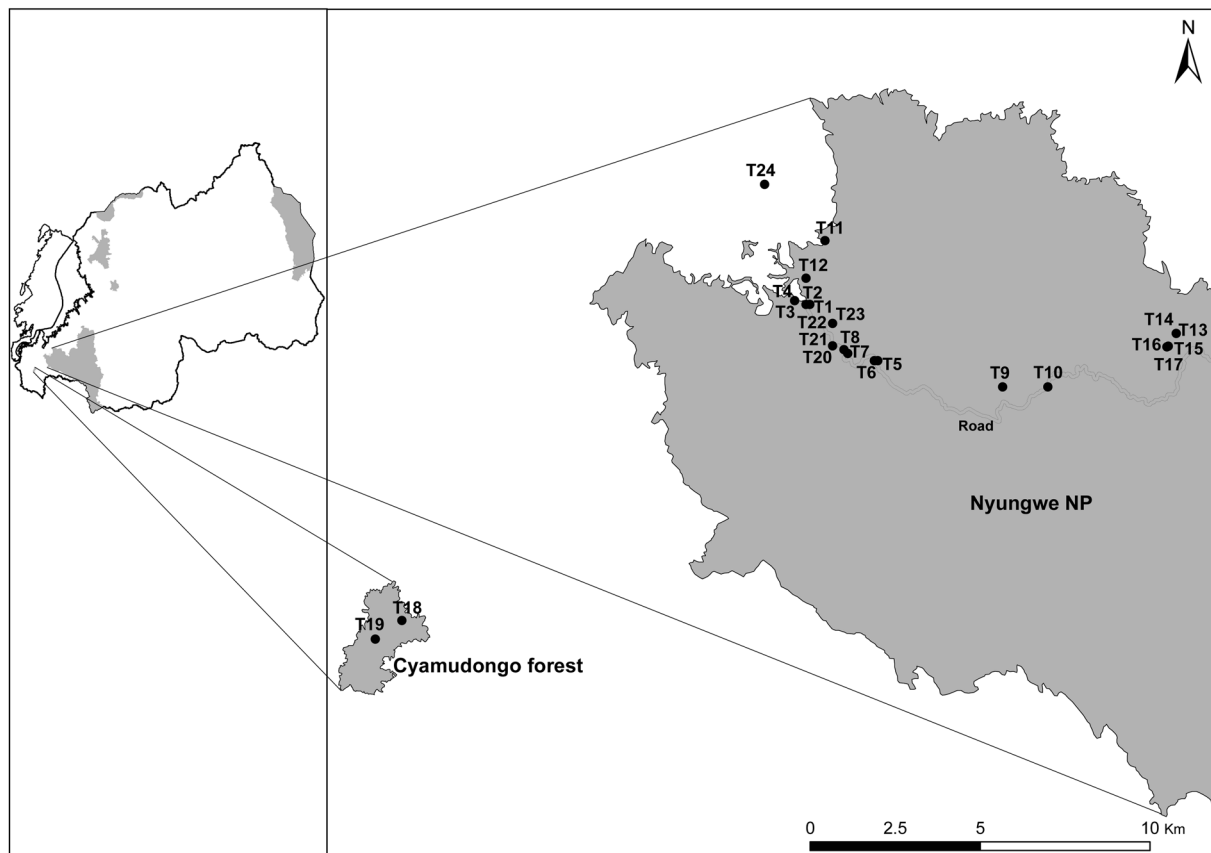 N
T24
T11
T12
T4
T2
T3
T1
T22
T23
T21
T8
T20
T7
T6
T5
T14
T13
T16
T15
T17
T9
T10
Road
Nyungwe NP
T18
T19
Cyamudongo forest
0 2.5 5 10 Km